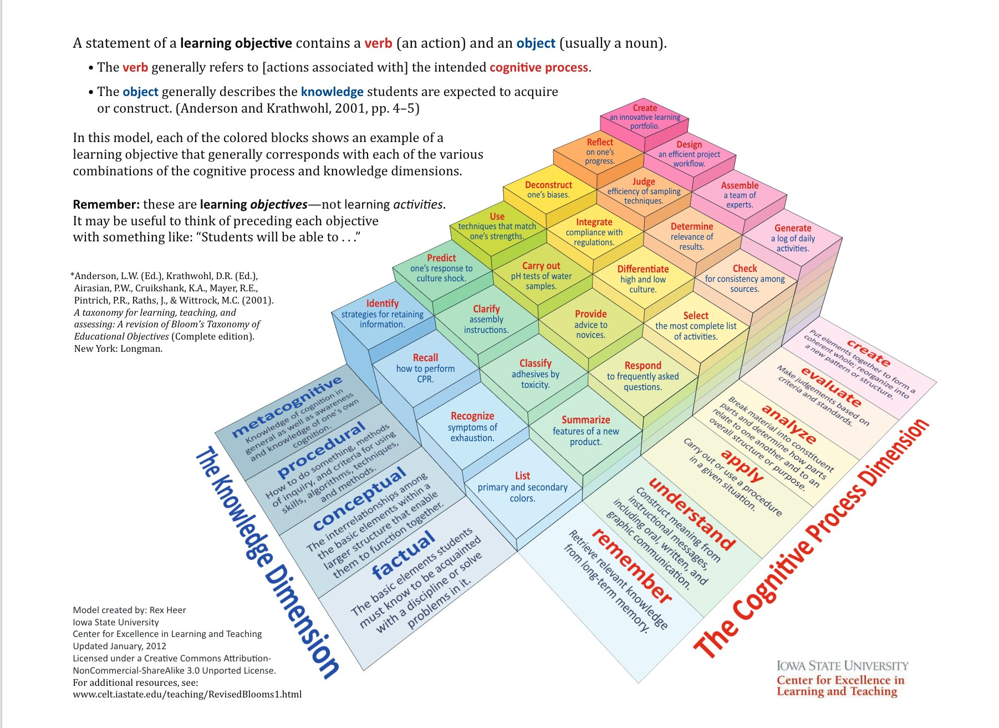 A statement of a learning objective contains a verb (an action) and an object (usually a noun).
• The verb generally refers to [actions associated with] the intended cognitive process.
• The object generally describes the knowledge students are expected to acquire
or construct. (Anderson and Krathwohl, 2001, pp. 4–5)
In this model, each of the colored blocks shows an example of a
learning objective that generally corresponds with each of the various
combinations of the cognitive process and knowledge dimensions.
Remember: these are learning objectives—not learning activities.
It may be useful to think of preceding each objective
with something like: “Students will be able to . . .”
*Anderson, L.W. (Ed.), Krathwohl, D.R. (Ed.),
Airasian, P.W., Cruikshank, K.A., Mayer, R.E.,
Pintrich, P.R., Raths, J., & Wittrock, M.C. (2001).
A taxonomy for learning, teaching, and
assessing: A revision of Bloom's Taxonomy of
Educational Objectives (Complete edition).
New York: Longman.
Create
an innovative learning
portfolio.
Reflect
on one’s
progress.
Design
an efficient project
workflow.
Deconstruct
one’s biases.
Judge
efficiency of sampling
techniques.
Assemble
a team of
experts.
Use
techniques that match
one’s strengths.
Integrate
compliance with
regulations.
Determine
relevance of
results.
Generate
a log of daily
activities.
Predict
one’s response to
culture shock.
Carry out
pH tests of water
samples.
Differentiate
high and low
culture.
Check
for consistency among
sources.
Identify
strategies for retaining
information.
Clarify
assembly
instructions.
Provide
advice to
novices.
Select
the most complete list
of activities.
Recall
how to perform
CPR.
Classify
adhesives by
toxicity.
Respond
to frequently asked
questions.
Recognize
symptoms of
exhaustion.
Summarize
features of a new
product.
List
primary and secondary
colors.
metacognitive
Knowledge of cognition in
general as well as awareness
and knowledge of one’s own
cognition.
procedural
How to do something, methods
of inquiry, and criteria for using
skills, algorithms, techniques,
and methods.
conceptual
The interrelationships among
the basic elements within a
larger structure that enable
them to function together.
factual
The basic elements students
must know to be acquainted
with a discipline or solve
problems in it.
The Knowledge Dimension
create
Put elements together to form a
coherent whole; reorganize into
a new pattern or structure.
evaluate
Make judgements based on
criteria and standards.
analyze
Break material into constituent
parts and determine how parts
relate to one another and to an
overall structure or purpose.
apply
Carry out or use a procedure
in a given situation.
understand
Construct meaning from
instructional messages,
including oral, written, and
graphic communication.
remember
Retrieve relevant knowledge
from long-term memory.
The Cognitive Process Dimension
Model created by: Rex Heer
Iowa State University
Center for Excellence in Learning and Teaching
Updated January, 2012
Licensed under a Creative Commons Attribution-
NonCommercial-ShareAlike 3.0 Unported License.
For additional resources, see:
www.celt.iastate.edu/teaching/RevisedBlooms1.html
IOWA STATE UNIVERSITY
Center for Excellence in
Learning and Teaching